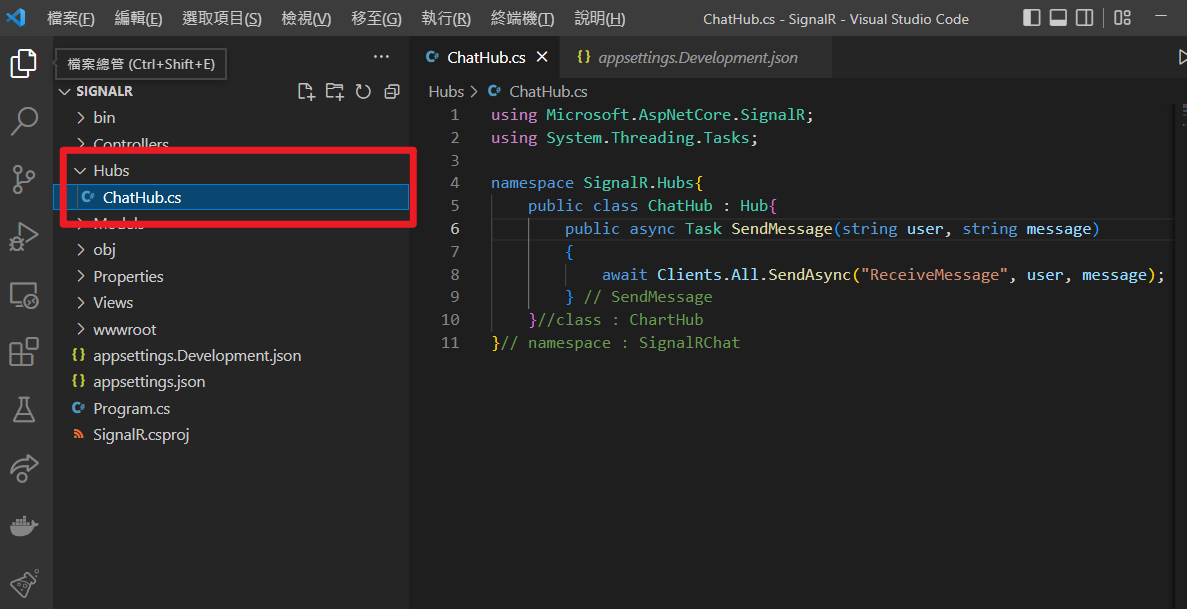 檔案(F) 編輯(E) 選取項目(S) 檢視(V) 移至(G) 執行(R) 終端機(T) 說明(H) ChatHub.cs - SignalR - Visual Studio Code
檔案總管 (Ctrl+Shift+E)
SIGNALR
bin
Controllers
Hubs
ChatHub.cs
Models
obj
Properties
Views
wwwroot
{} appsettings.Development.json
{} appsettings.json
C# Program.cs
SignalR.csproj
C# ChatHub.cs {} appsettings.Development.json
Hubs > C# ChatHub.cs
1 using Microsoft.AspNetCore.SignalR;
2 using System.Threading.Tasks;
3
4 namespace SignalR.Hubs{
5 public class ChatHub : Hub{
6 public async Task SendMessage(string user, string message)
7 {
8 await Clients.All.SendAsync("ReceiveMessage", user, message);
9 } // SendMessage
10 }//class : ChartHub
11 }// namespace : SignalRChat